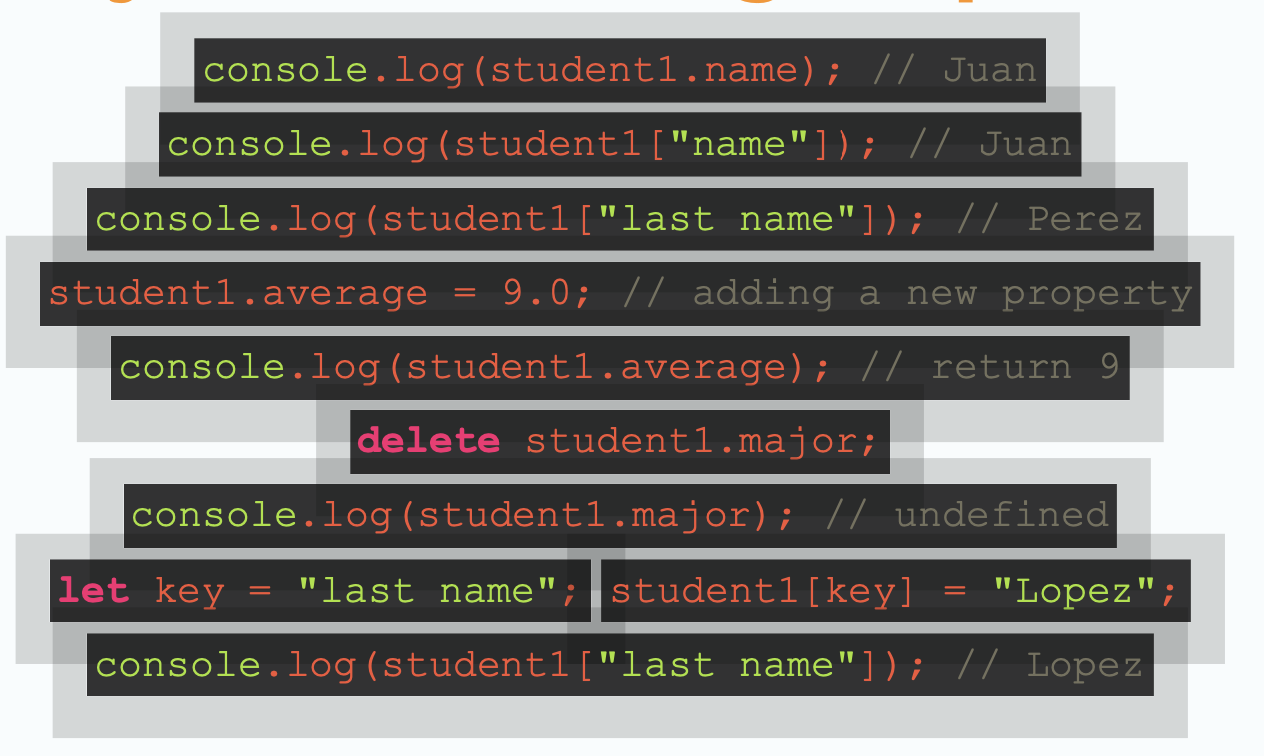 console.log(student1.name); // Juan
console.log(student1["name"]); // Juan
console.log(student1["last name"]); // Perez
student1.average = 9.0; // adding a new property
console.log(student1.average); // return 9
delete student1.major;
console.log(student1.major); // undefined
let key = "last name"; student1[key] = "Lopez";
console.log(student1["last name"]); // Lopez